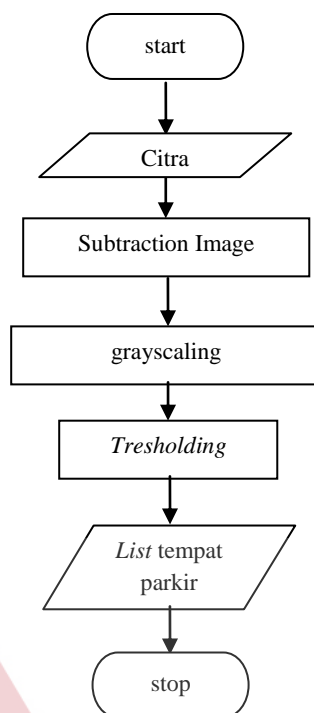 start
Citra
Subtraction Image
grayscaling
Tresholding
List tempat
parkir
stop